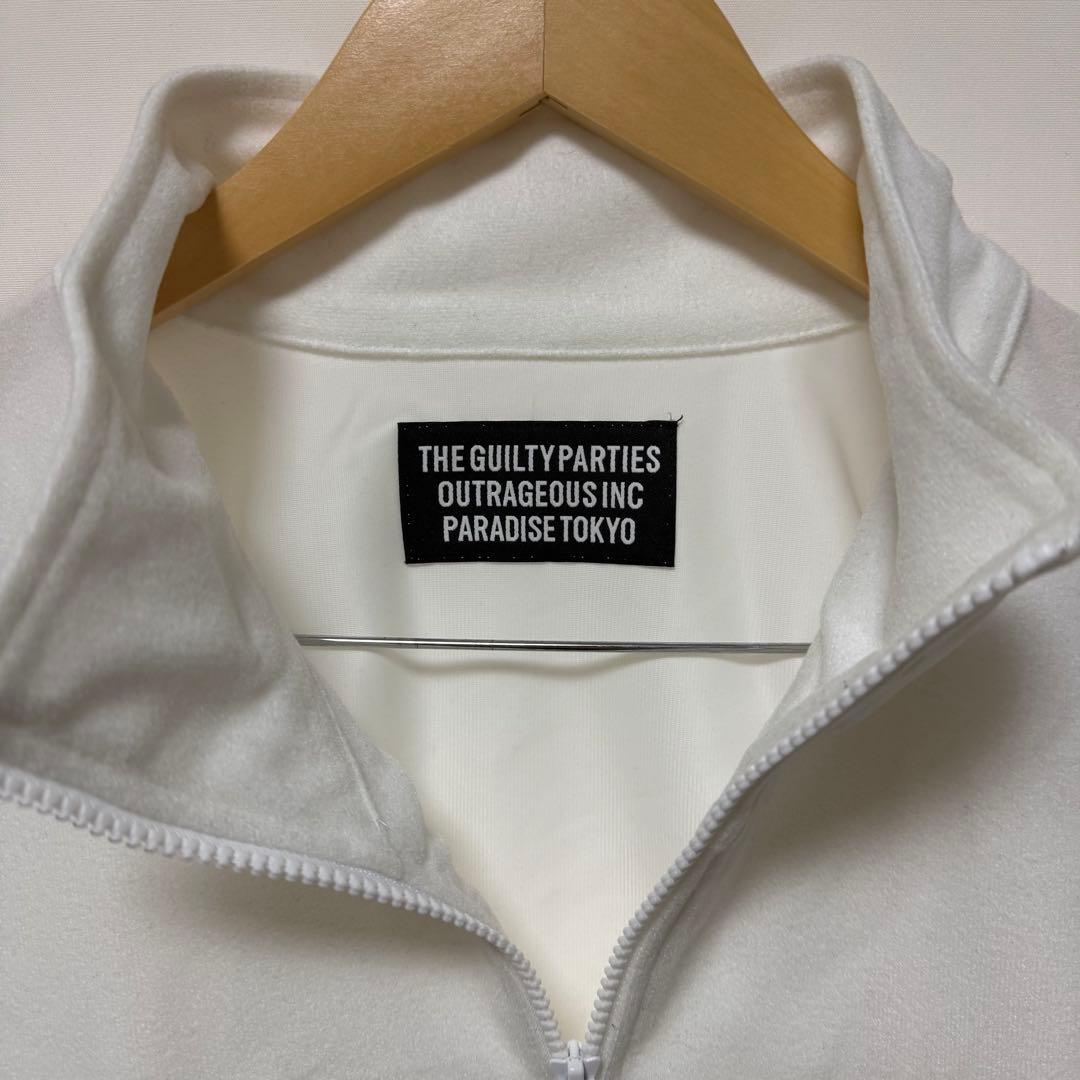 THE GUILTY PARTIES
OUTRAGEOUS INC
PARADISE TOKYO